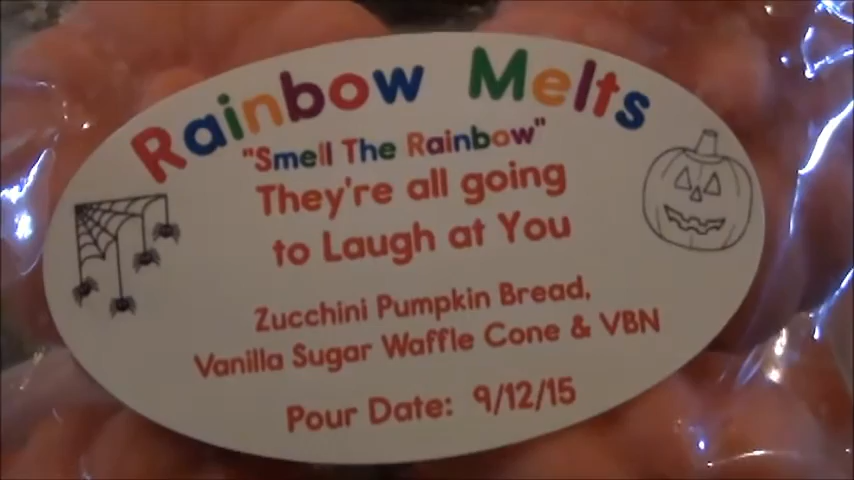 Rainbow Melts
"Smell The Rainbow"
They're all going
to Laugh at You
Zucchini Pumpkin Bread,
Vanilla Sugar Waffle Cone & VBN
Pour Date: 9/12/15